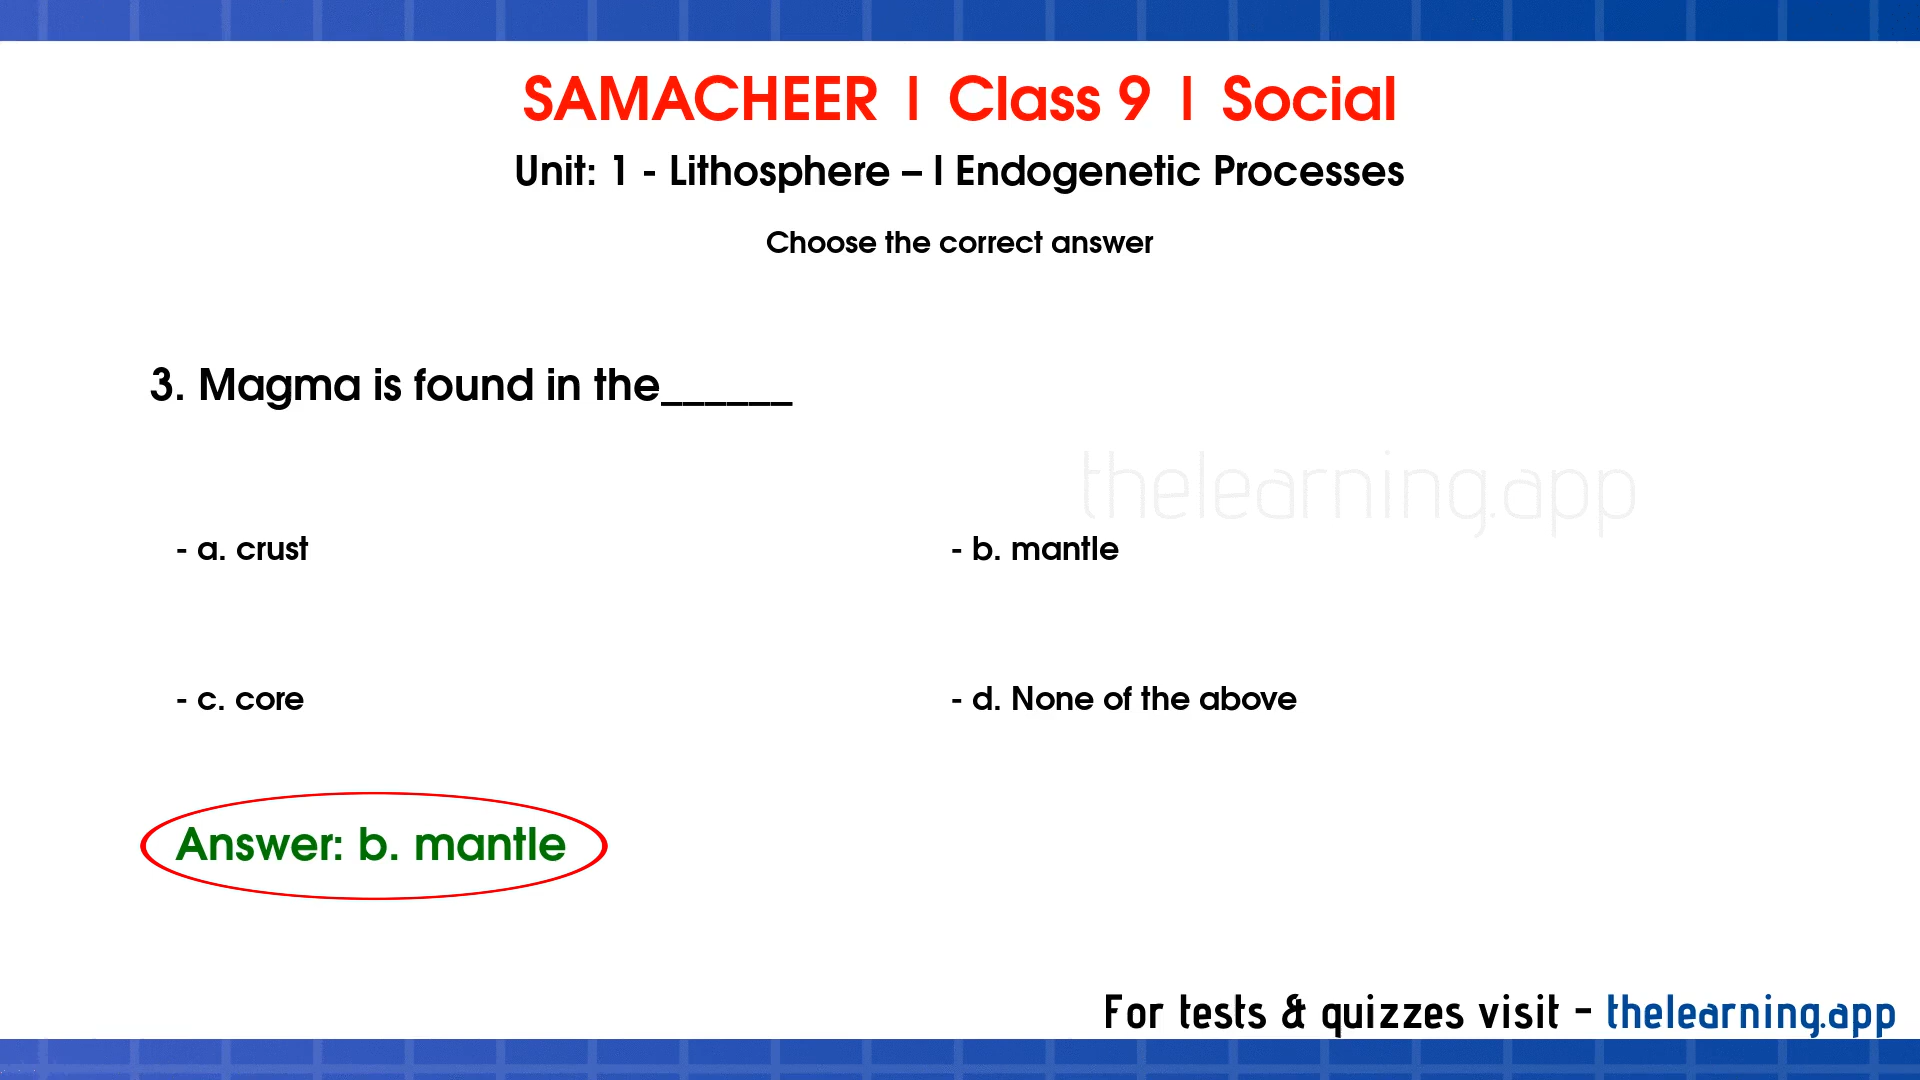 SAMACHEER | Class 9 | Social
Unit: 1 - Lithosphere – I Endogenetic Processes
Choose the correct answer
3. Magma is found in the______
thelearning.app
- a. crust
- b. mantle
- c. core
- d. None of the above
Answer: b. mantle
For tests & quizzes visit - thelearning.app